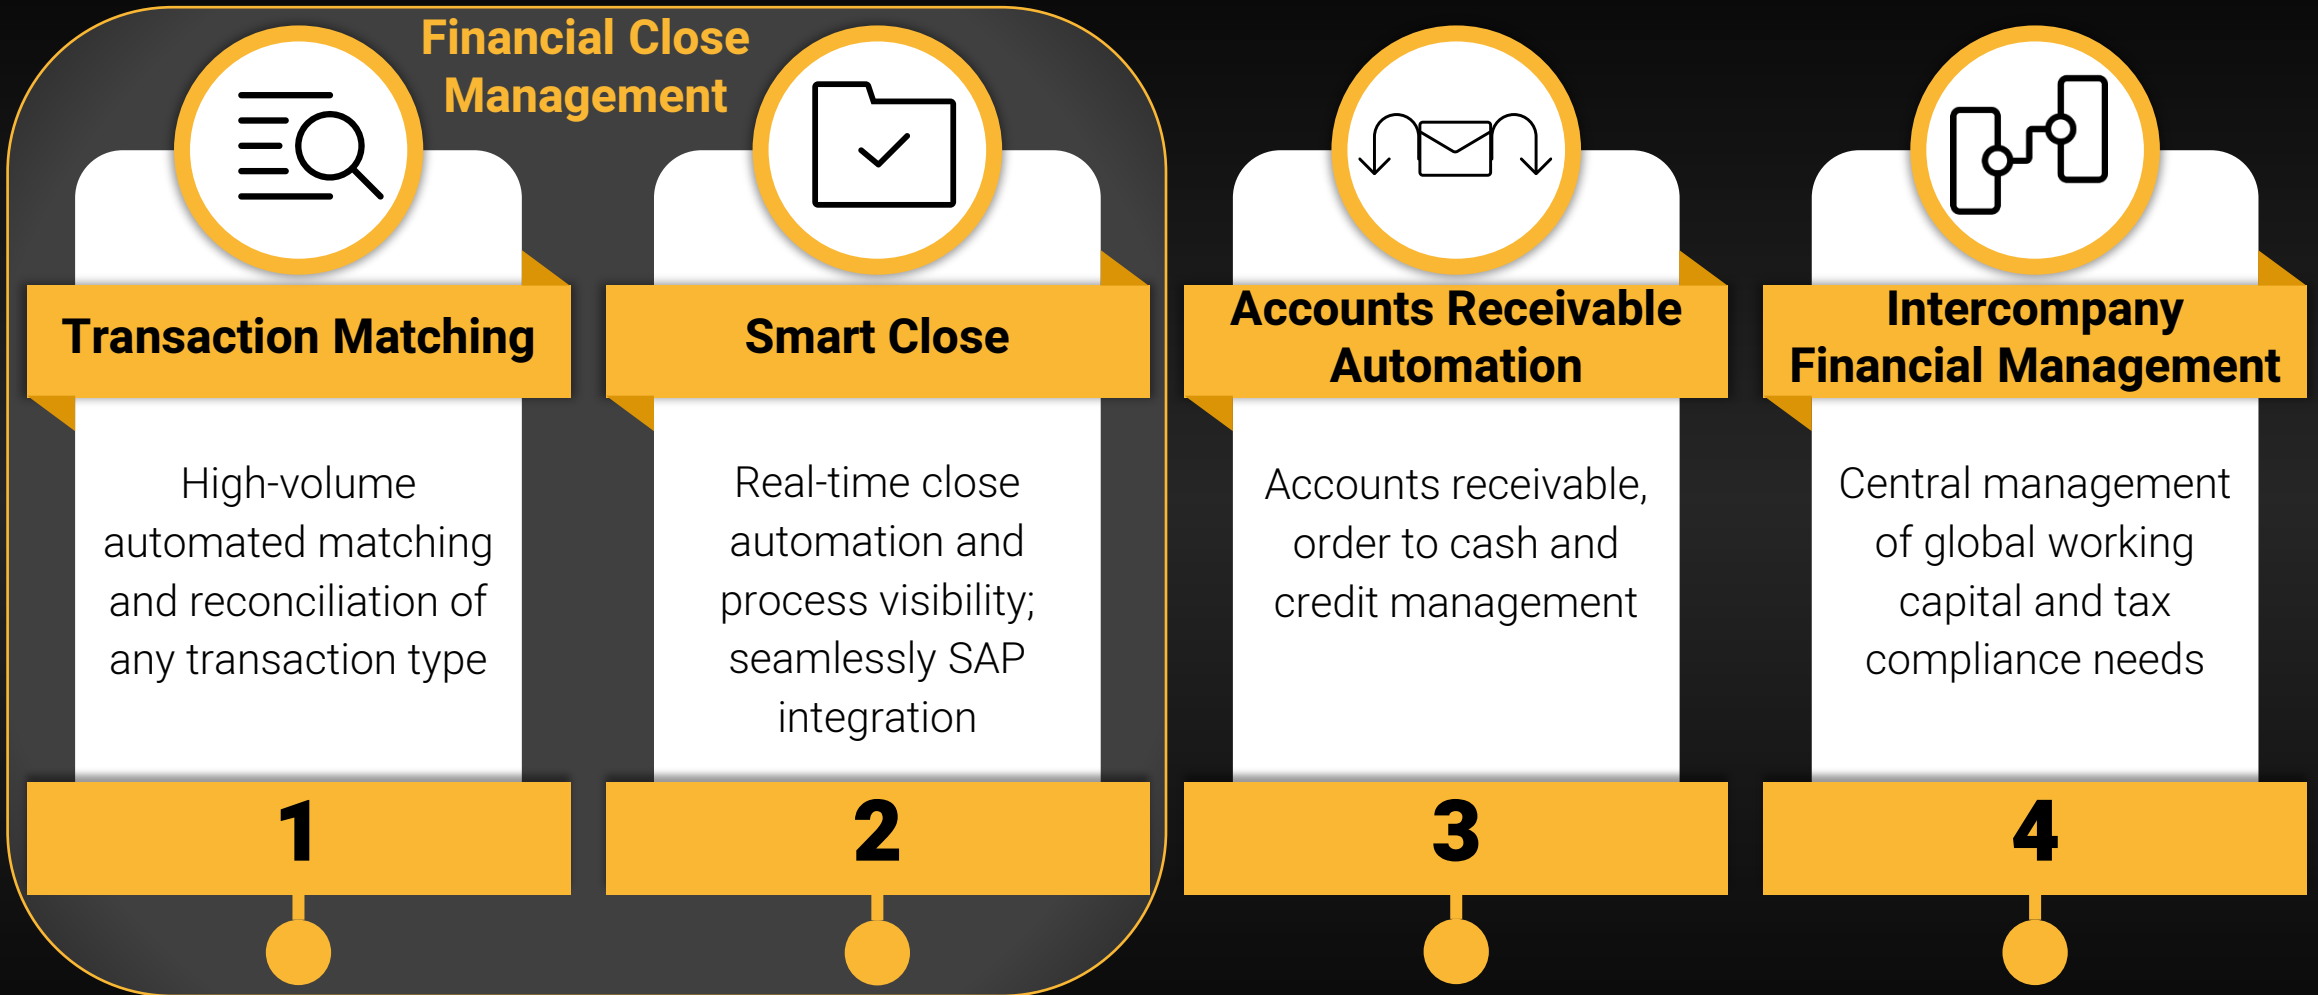 Financial Close
Management
Transaction Matching
High-volume
automated matching
and reconciliation of
any transaction type
1
Smart Close
Real-time close
automation and
process visibility;
seamlessly SAP
integration
2
Accounts Receivable
Automation
Accounts receivable,
order to cash and
credit management
3
Intercompany
Financial Management
Central management
of global working
capital and tax
compliance needs
4